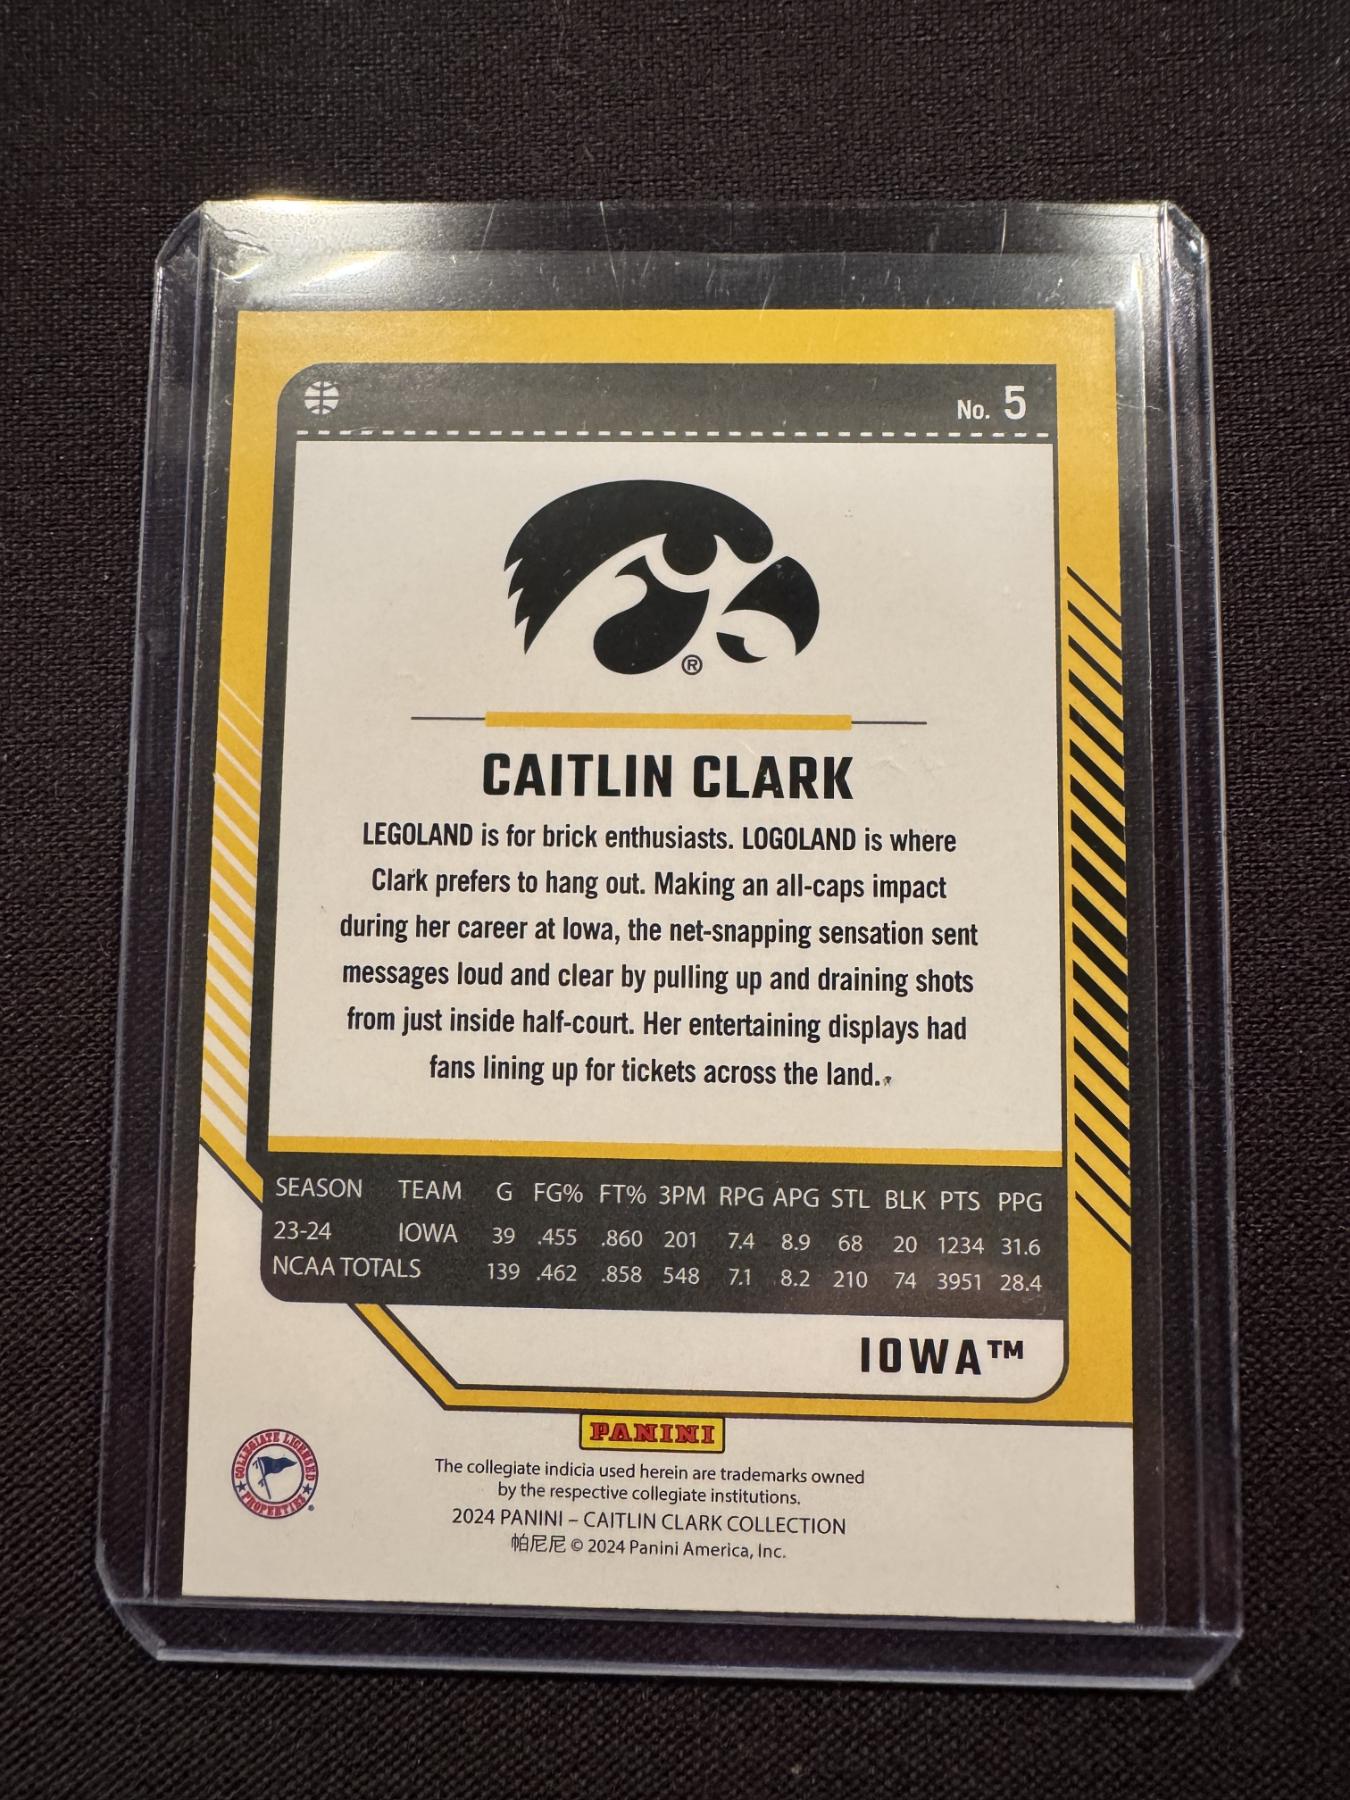 No. 5
®
CAITLIN CLARK
LEGOLAND is for brick enthusiasts. LOGOLAND is where
Clark prefers to hang out. Making an all-caps impact
during her career at Iowa, the net-snapping sensation sent
messages loud and clear by pulling up and draining shots
from just inside half-court. Her entertaining displays had
fans lining up for tickets across the land.
SEASON TEAM G FG% FT% 3PM RPG APG STL BLK PTS PPG
23-24 IOWA 39 .455 .860 201 7.4 8.9 68 20 1234 31.6
NCAA TOTALS 139 .462 .858 548 7.1 8.2 210 74 3951 28.4
IOWA™
PANINI
COLLEGIATE LICENSED PROPERTIES ®
The collegiate indicia used herein are trademarks owned
by the respective collegiate institutions.
2024 PANINI – CAITLIN CLARK COLLECTION
帕尼尼 © 2024 Panini America, Inc.